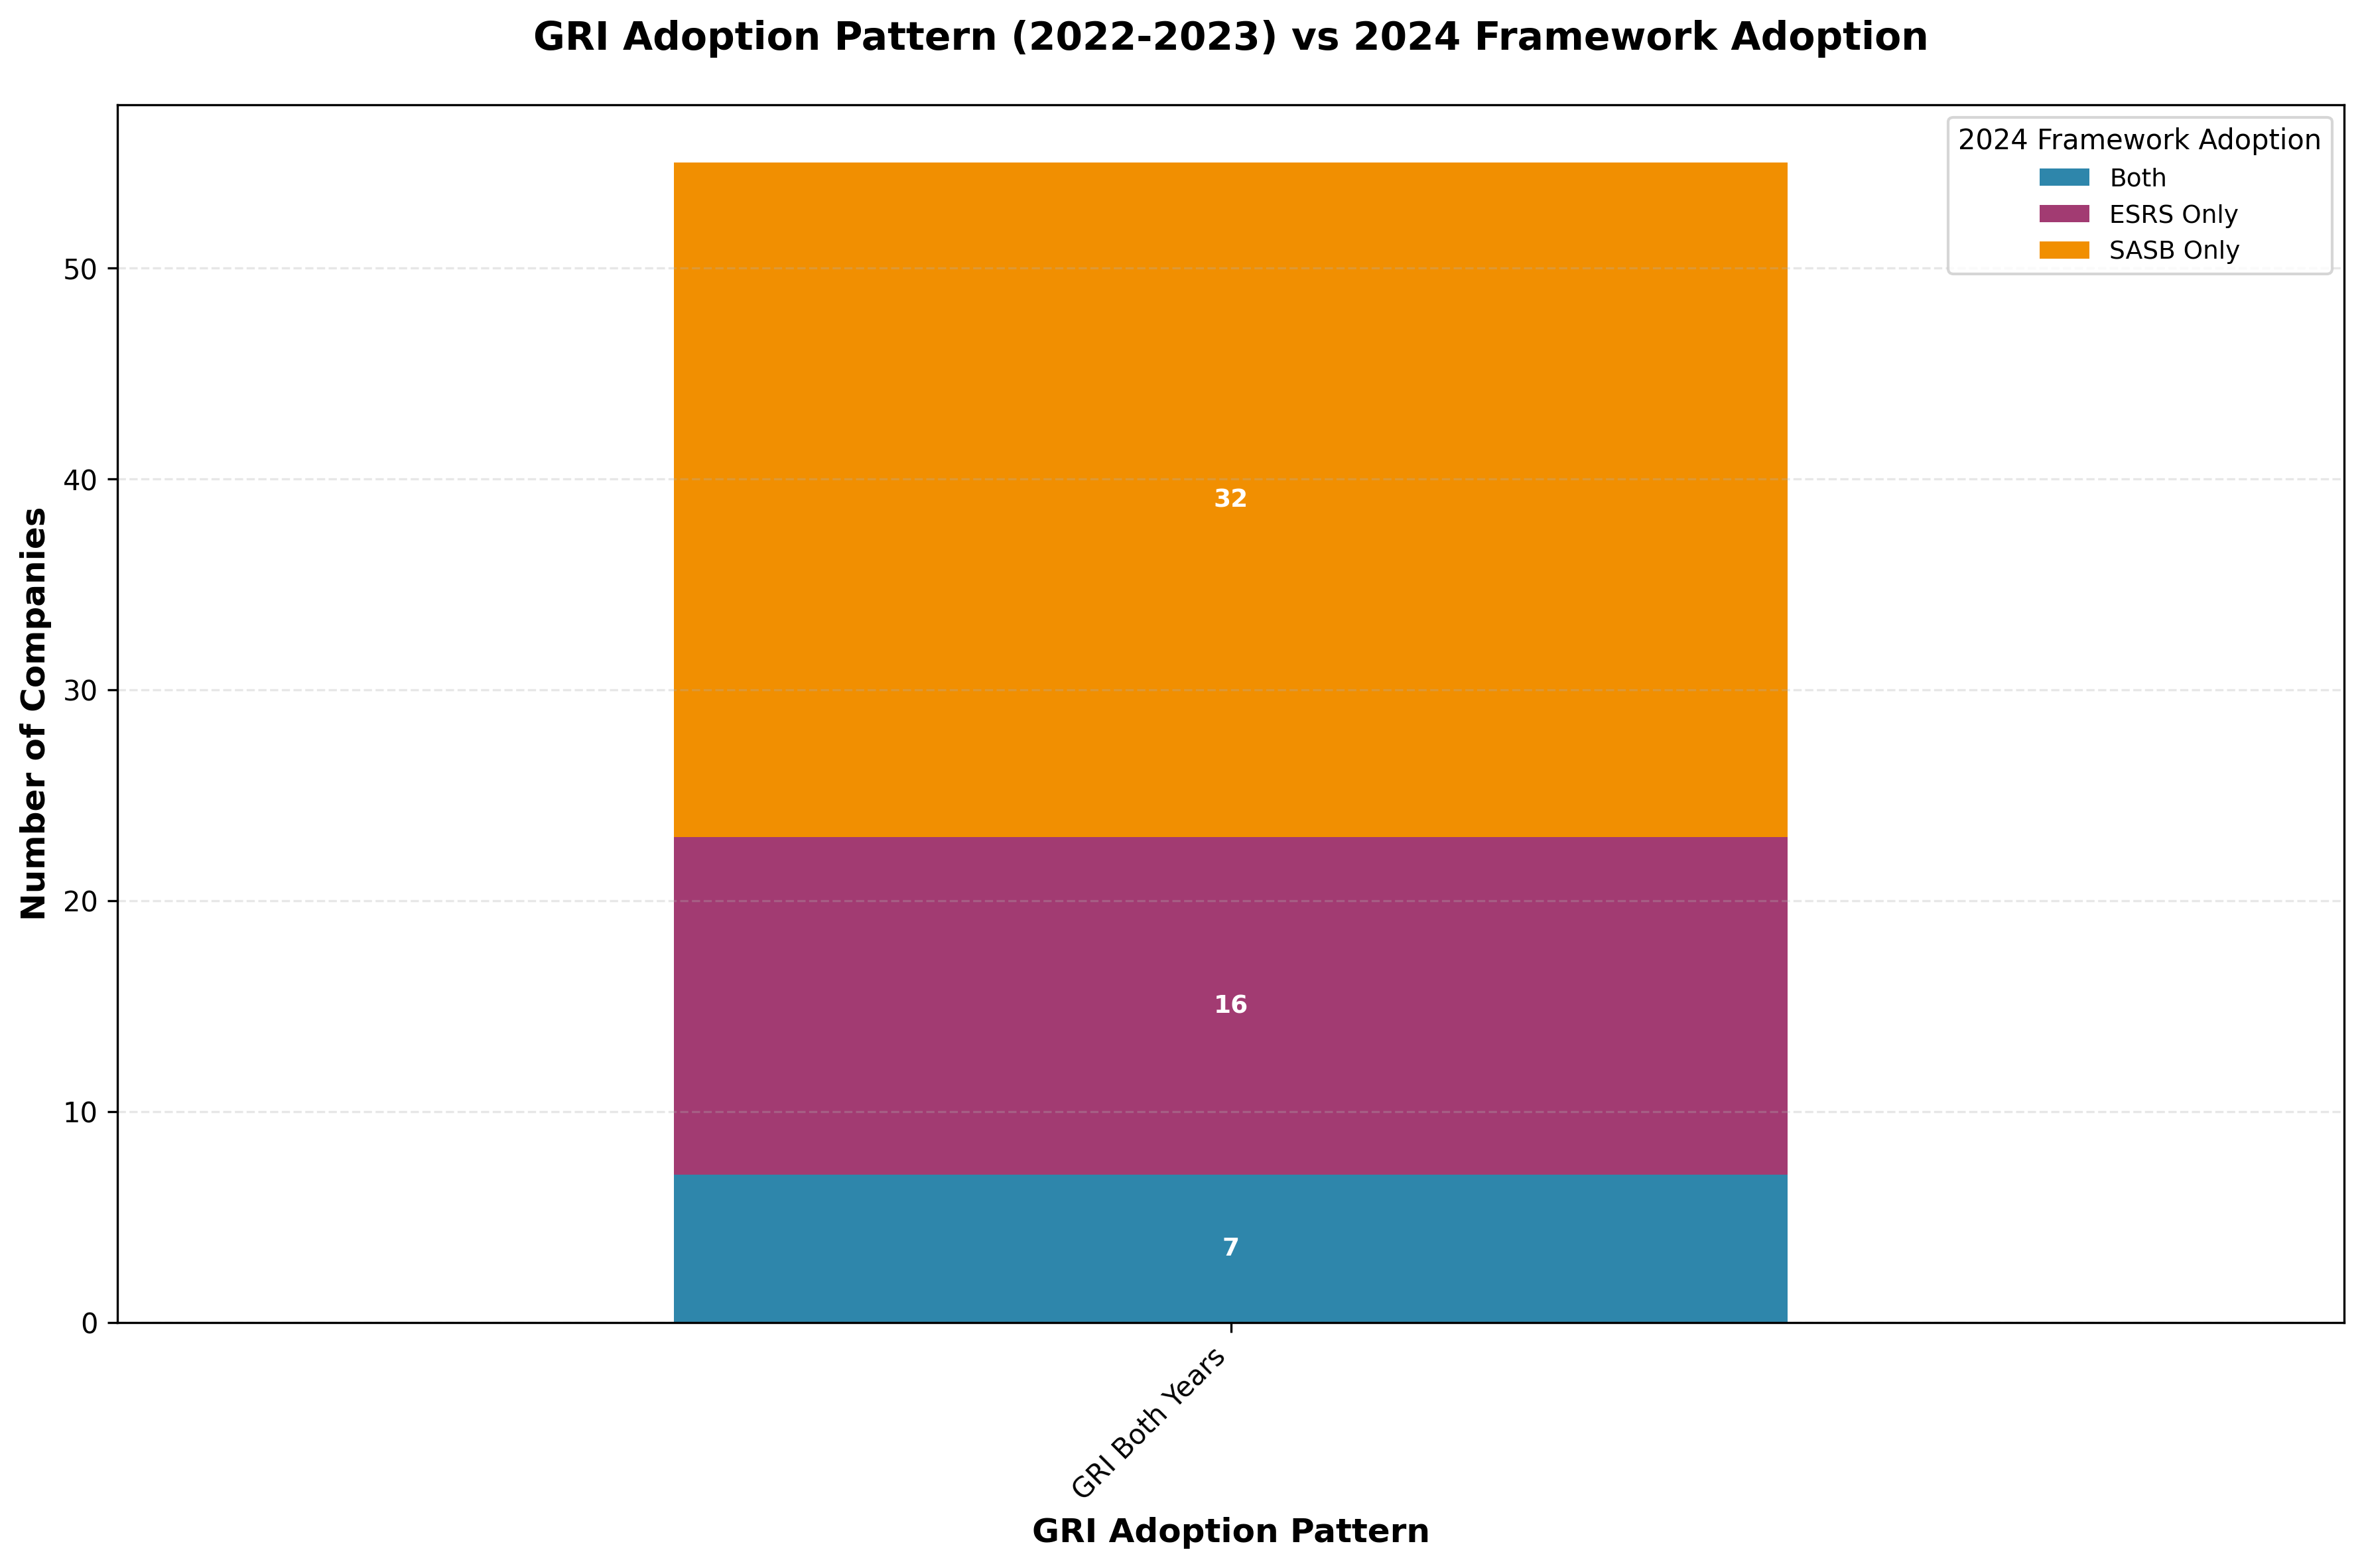 GRI Adoption Pattern (2022-2023) vs 2024 Framework Adoption
2024 Framework Adoption
Both
ESRS Only
SASB Only
Number of Companies
50
40
30
20
10
0
32
16
7
GRI Both Years
GRI Adoption Pattern